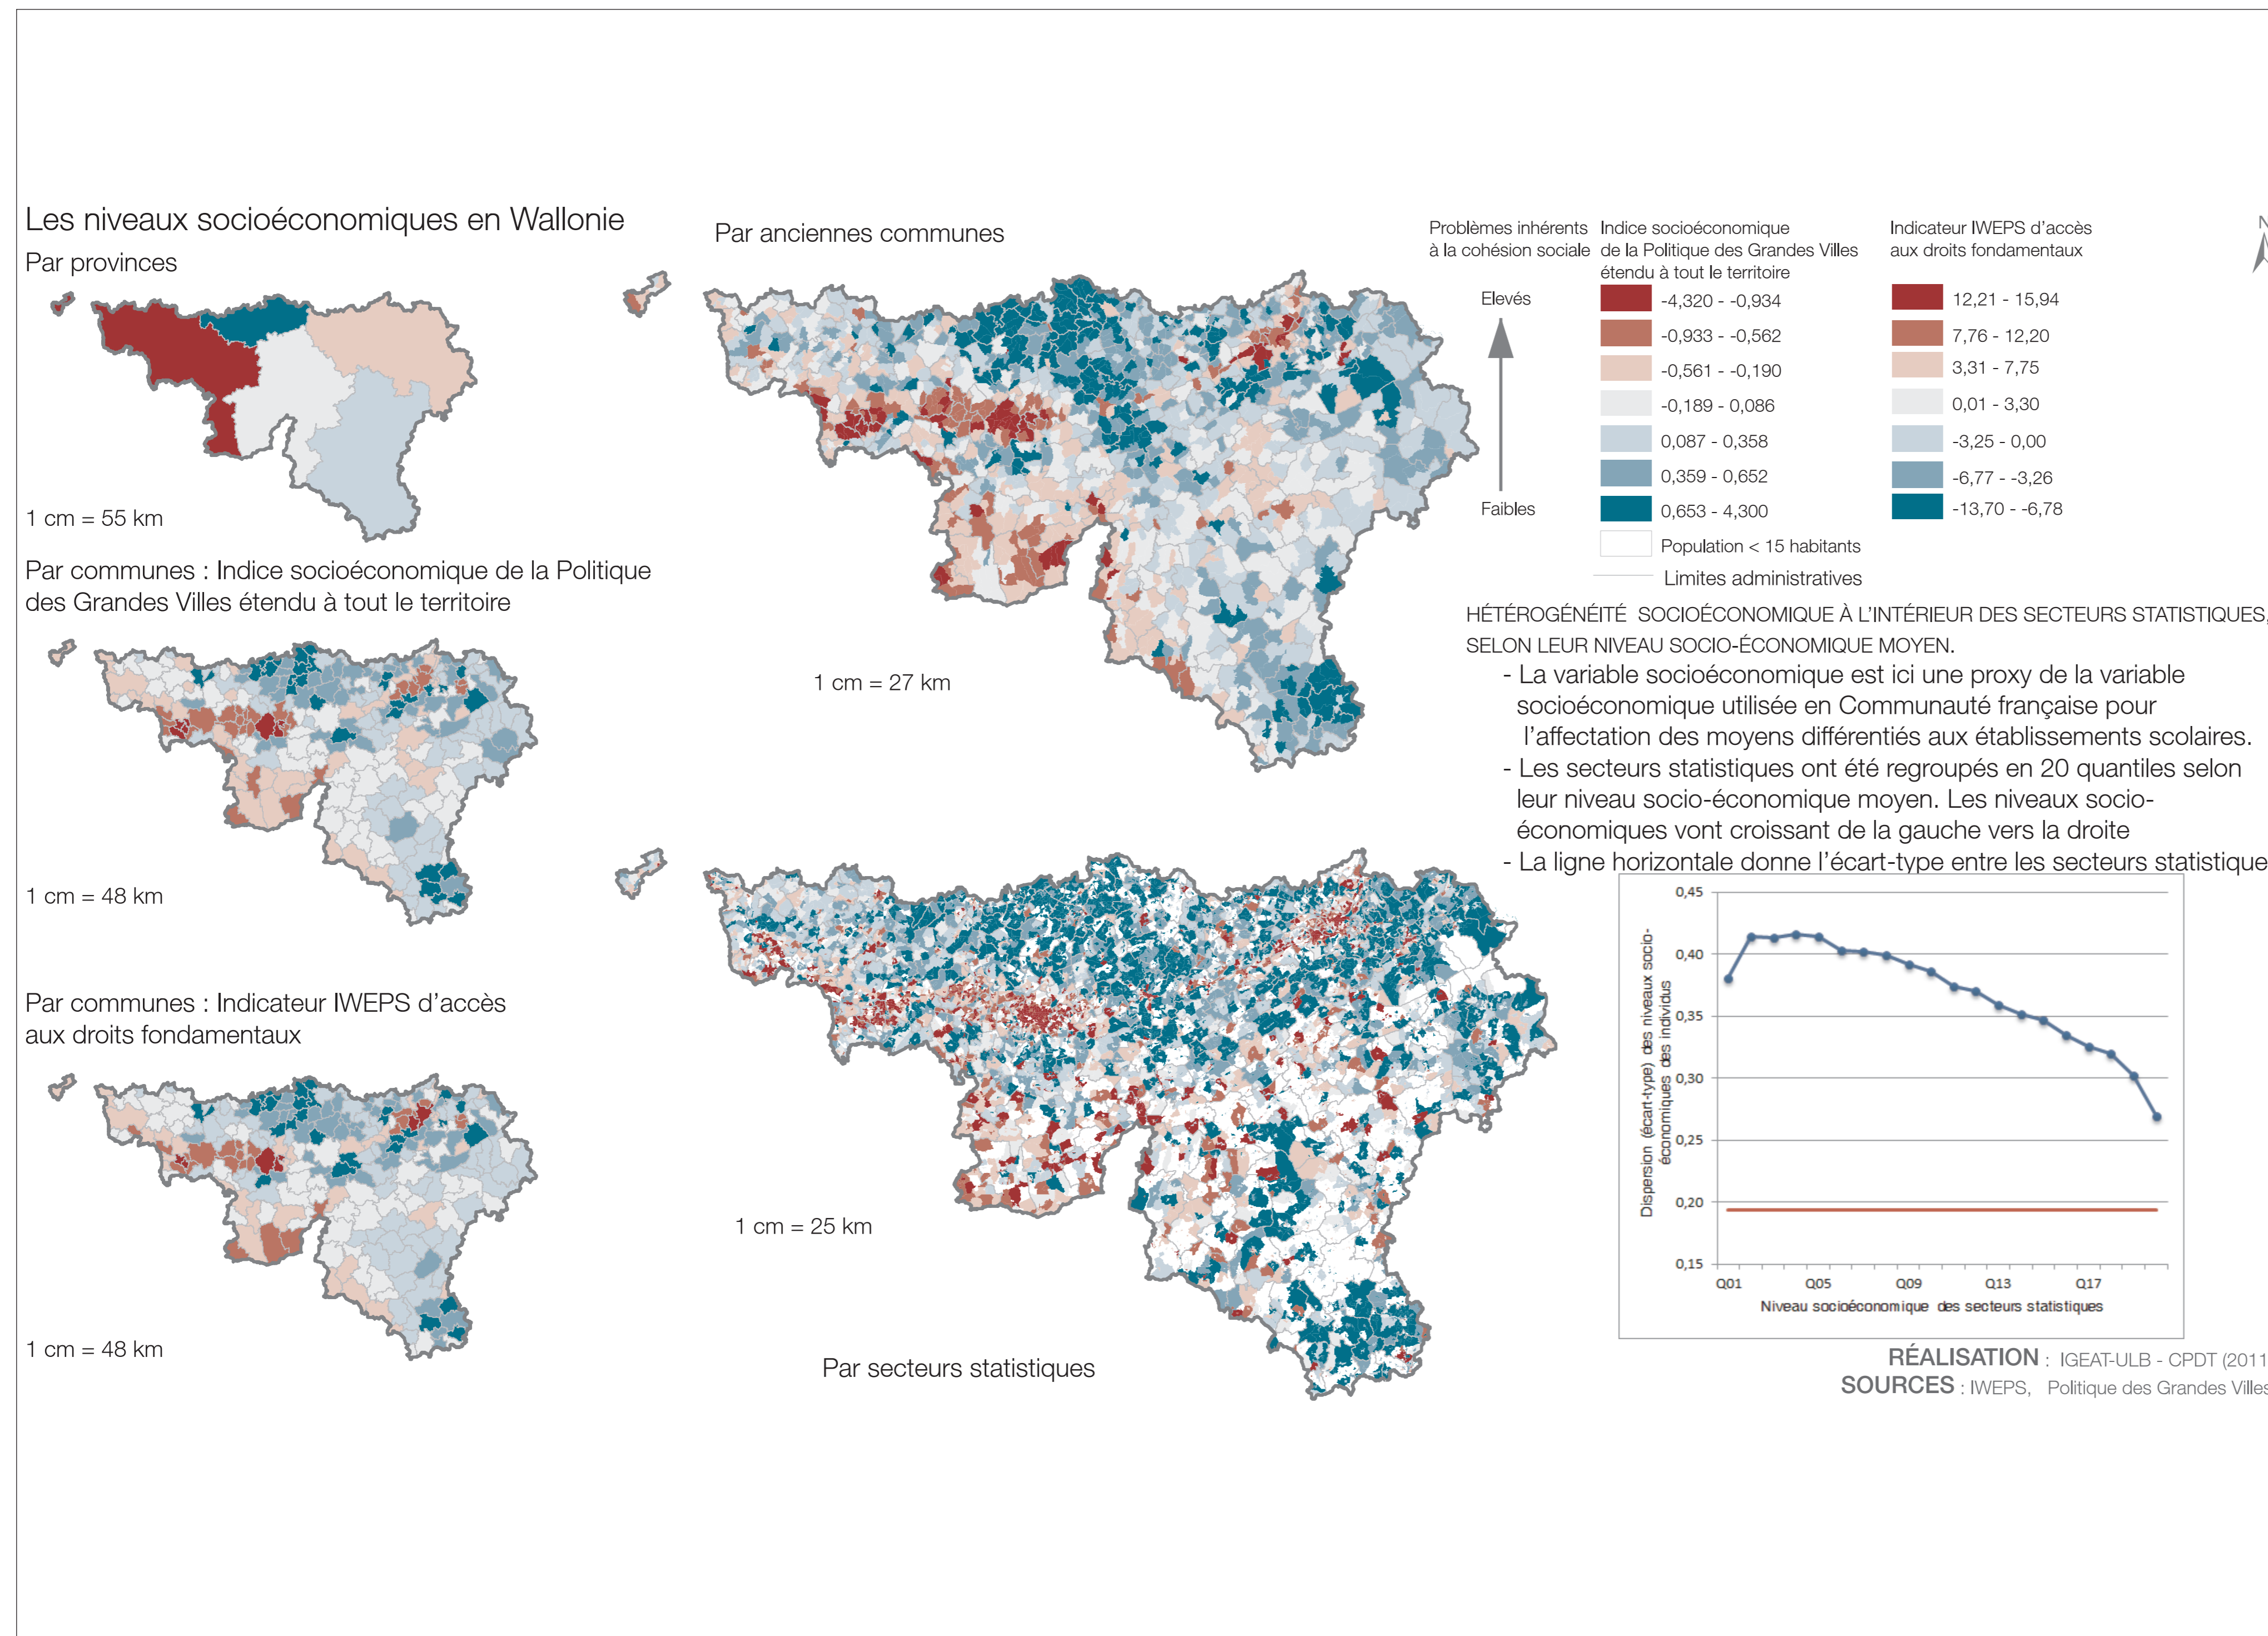 Les niveaux socioéconomiques en Wallonie
Par provinces
1 cm = 55 km
Par communes : Indice socioéconomique de la Politique
des Grandes Villes étendu à tout le territoire
1 cm = 48 km
Par communes : Indicateur IWEPS d'accès
aux droits fondamentaux
1 cm = 48 km
Par anciennes communes
1 cm = 27 km
1 cm = 25 km
Par secteurs statistiques
Problèmes inhérents
à la cohésion sociale
Elevés
Faibles
Indice socioéconomique
de la Politique des Grandes Villes
étendu à tout le territoire
-4,320 - -0,934
-0,933 - -0,562
-0,561 - -0,190
-0,189 - 0,086
0,087 - 0,358
0,359 - 0,652
0,653 - 4,300
Population < 15 habitants
Limites administratives
Indicateur IWEPS d'accès
aux droits fondamentaux
12,21 - 15,94
7,76 - 12,20
3,31 - 7,75
0,01 - 3,30
-3,25 - 0,00
-6,77 - -3,26
-13,70 - -6,78
N
HÉTÉROGÉNÉITÉ SOCIOÉCONOMIQUE À L'INTÉRIEUR DES SECTEURS STATISTIQUES,
SELON LEUR NIVEAU SOCIO-ÉCONOMIQUE MOYEN.
- La variable socioéconomique est ici une proxy de la variable
socioéconomique utilisée en Communauté française pour
l'affectation des moyens différentiés aux établissements scolaires.
- Les secteurs statistiques ont été regroupés en 20 quantiles selon
leur niveau socio-économique moyen. Les niveaux socio-
économiques vont croissant de la gauche vers la droite
- La ligne horizontale donne l'écart-type entre les secteurs statistique
Dispersion (écart-type) des niveaux socio-
économiques des individus
0,45
0,40
0,35
0,30
0,25
0,20
0,15
Q01 Q05 Q09 Q13 Q17
Niveau socioéconomique des secteurs statistiques
RÉALISATION : IGEAT-ULB - CPDT (2011
SOURCES : IWEPS, Politique des Grandes Villes